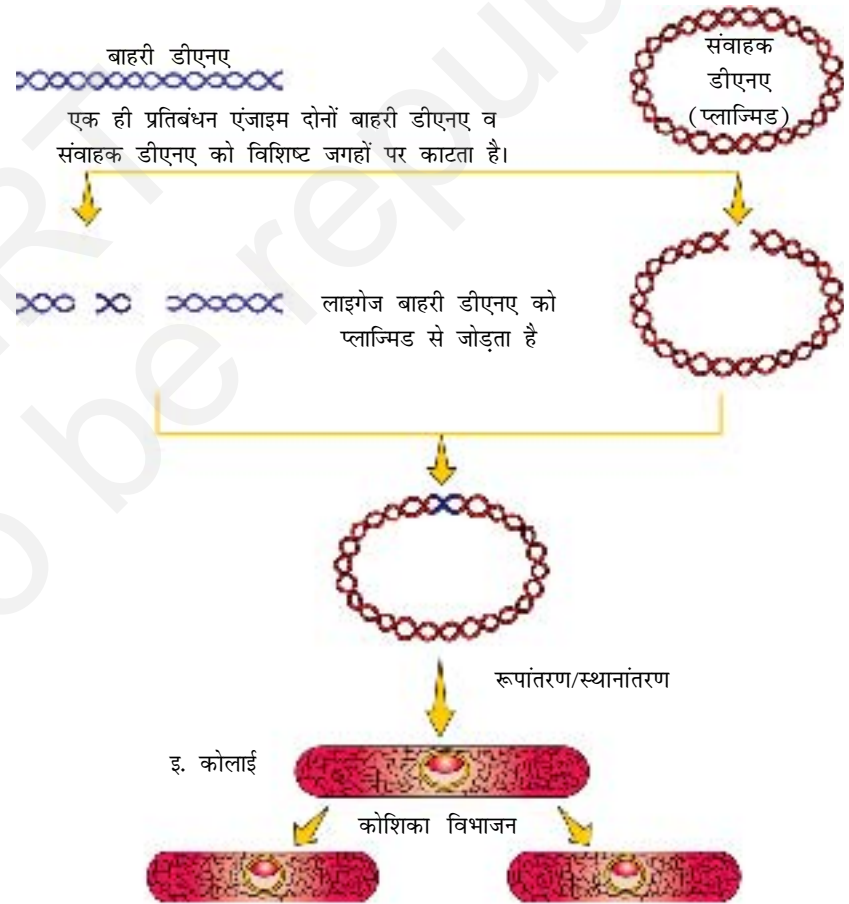 बाहरी डीएनए
संवाहक
डीएनए
(प्लाज्मिड)
एक ही प्रतिबंधन एंजाइम दोनों बाहरी डीएनए व
संवाहक डीएनए को विशिष्ट जगहों पर काटता है।
लाइगेज बाहरी डीएनए को
प्लाज्मिड से जोड़ता है
रूपांतरण/स्थानांतरण
इ. कोलाई
कोशिका विभाजन